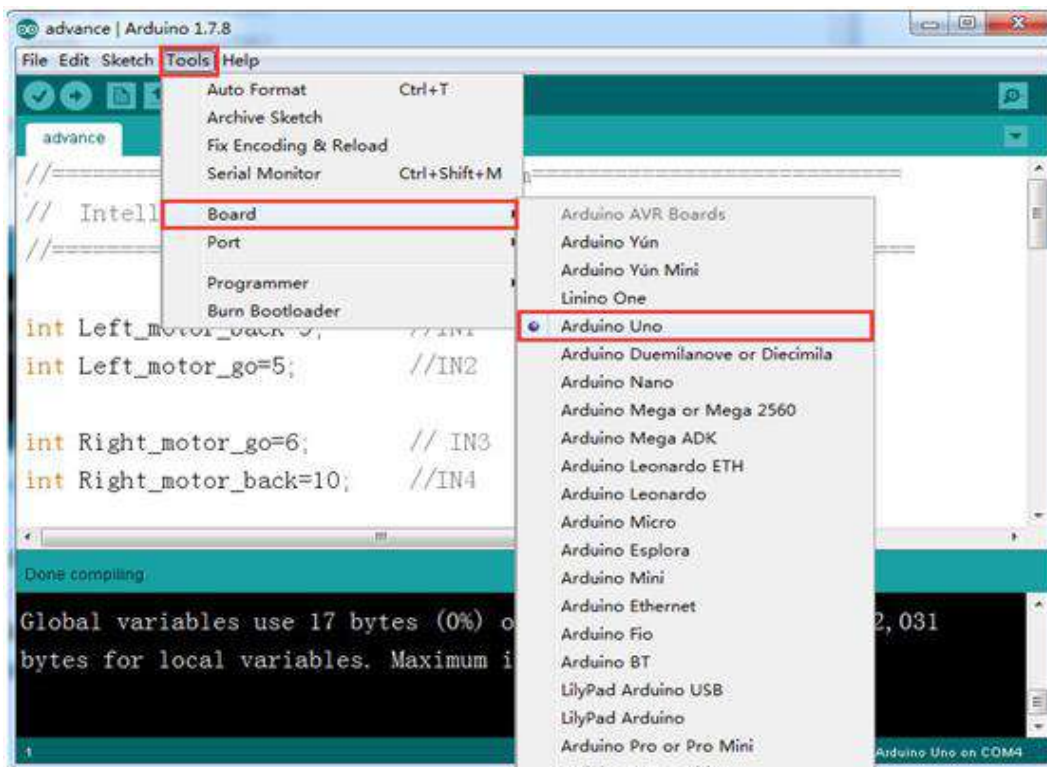 advance | Arduino 1.7.8
File Edit Sketch Tools Help
Auto Format Ctrl+T
Archive Sketch
Fix Encoding & Reload
Serial Monitor Ctrl+Shift+M
Board
Port
Programmer
Burn Bootloader
Arduino AVR Boards
Arduino Yún
Arduino Yún Mini
Linino One
Arduino Uno
Arduino Duemilanove or Diecimila
Arduino Nano
Arduino Mega or Mega 2560
Arduino Mega ADK
Arduino Leonardo ETH
Arduino Leonardo
Arduino Micro
Arduino Esplora
Arduino Mini
Arduino Ethernet
Arduino Fio
Arduino BT
LilyPad Arduino USB
LilyPad Arduino
Arduino Pro or Pro Mini
advance
//===========n============================
// Intell
//=====================================
int //IN1
int Left_motor_go=5; //IN2
int Right_motor_go=6; // IN3
int Right_motor_back=10; //IN4
Done compiling
Global variables use 17 bytes (0%) o 2,031
bytes for local variables. Maximum i
1 Arduino Uno on COM4